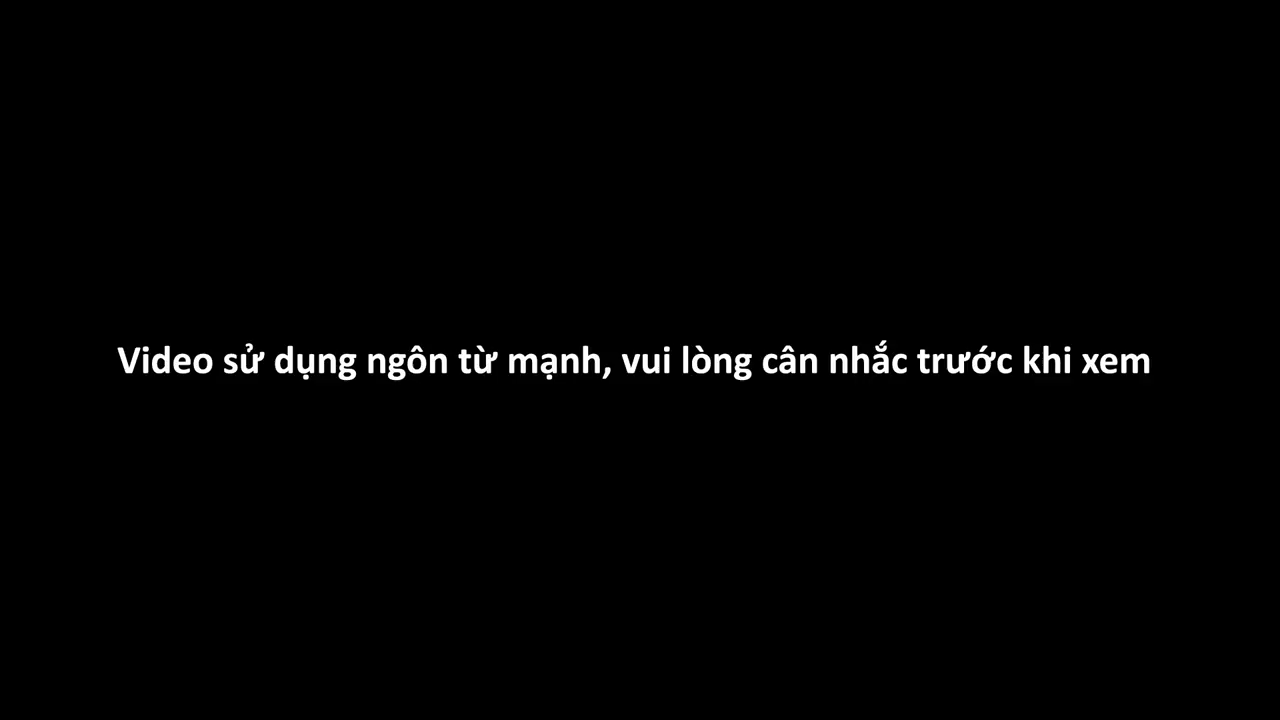 Video sử dụng ngôn từ mạnh, vui lòng cân nhắc trước khi xem